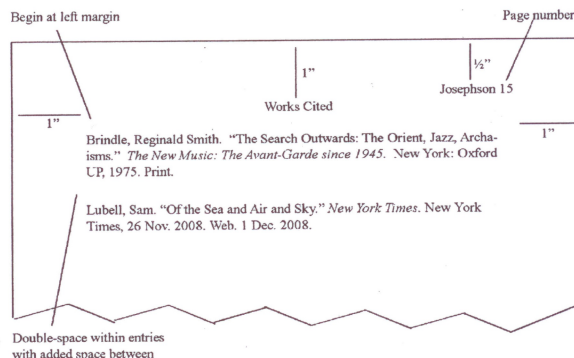 Begin at left margin
Page number
1”
½”
Josephson 15
Works Cited
1”
1”
Brindle, Reginald Smith. “The Search Outwards: The Orient, Jazz, Archa-
isms.” The New Music: The Avant-Garde since 1945. New York: Oxford
UP, 1975. Print.
Lubell, Sam. “Of the Sea and Air and Sky.” New York Times. New York
Times, 26 Nov. 2008. Web. 1 Dec. 2008.
Double-space within entries
with added space between